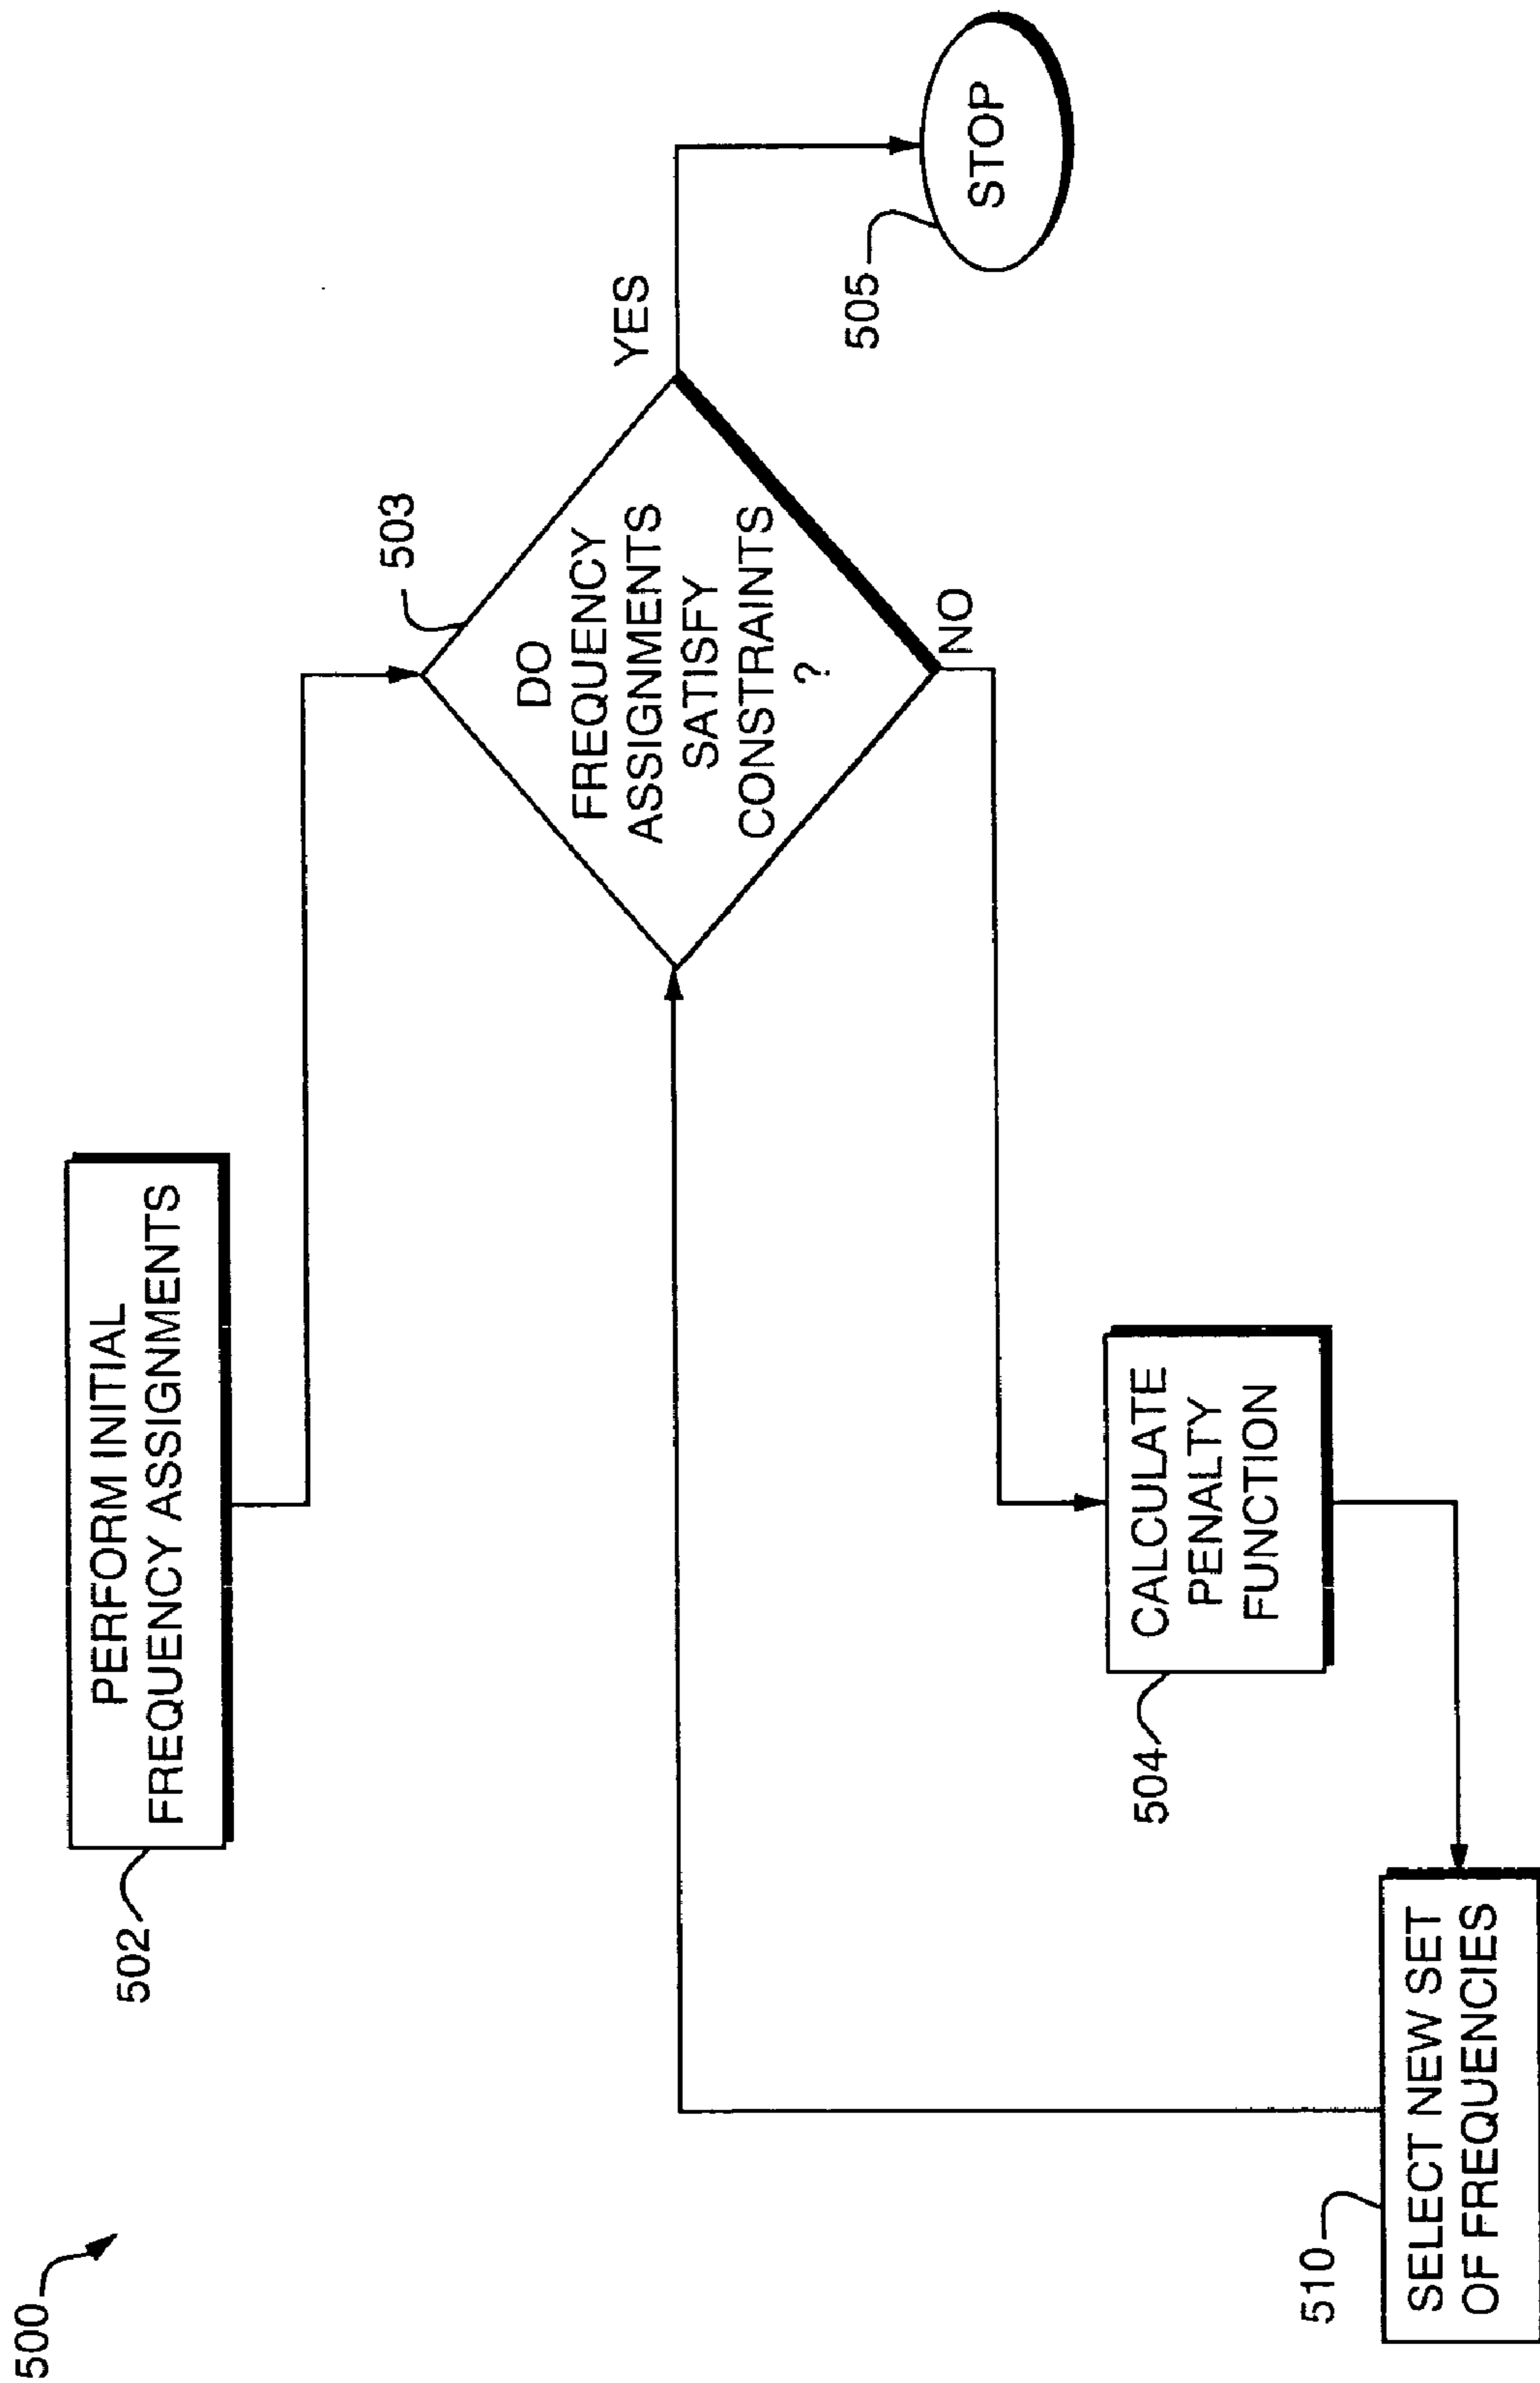 500
502
PERFORM INITIAL
FREQUENCY ASSIGNMENTS
503
DO
FREQUENCY
ASSIGNMENTS
SATISFY
CONSTRAINTS
?
YES
NO
505
STOP
504
CALCULATE
PENALTY
FUNCTION
510
SELECT NEW SET
OF FREQUENCIES